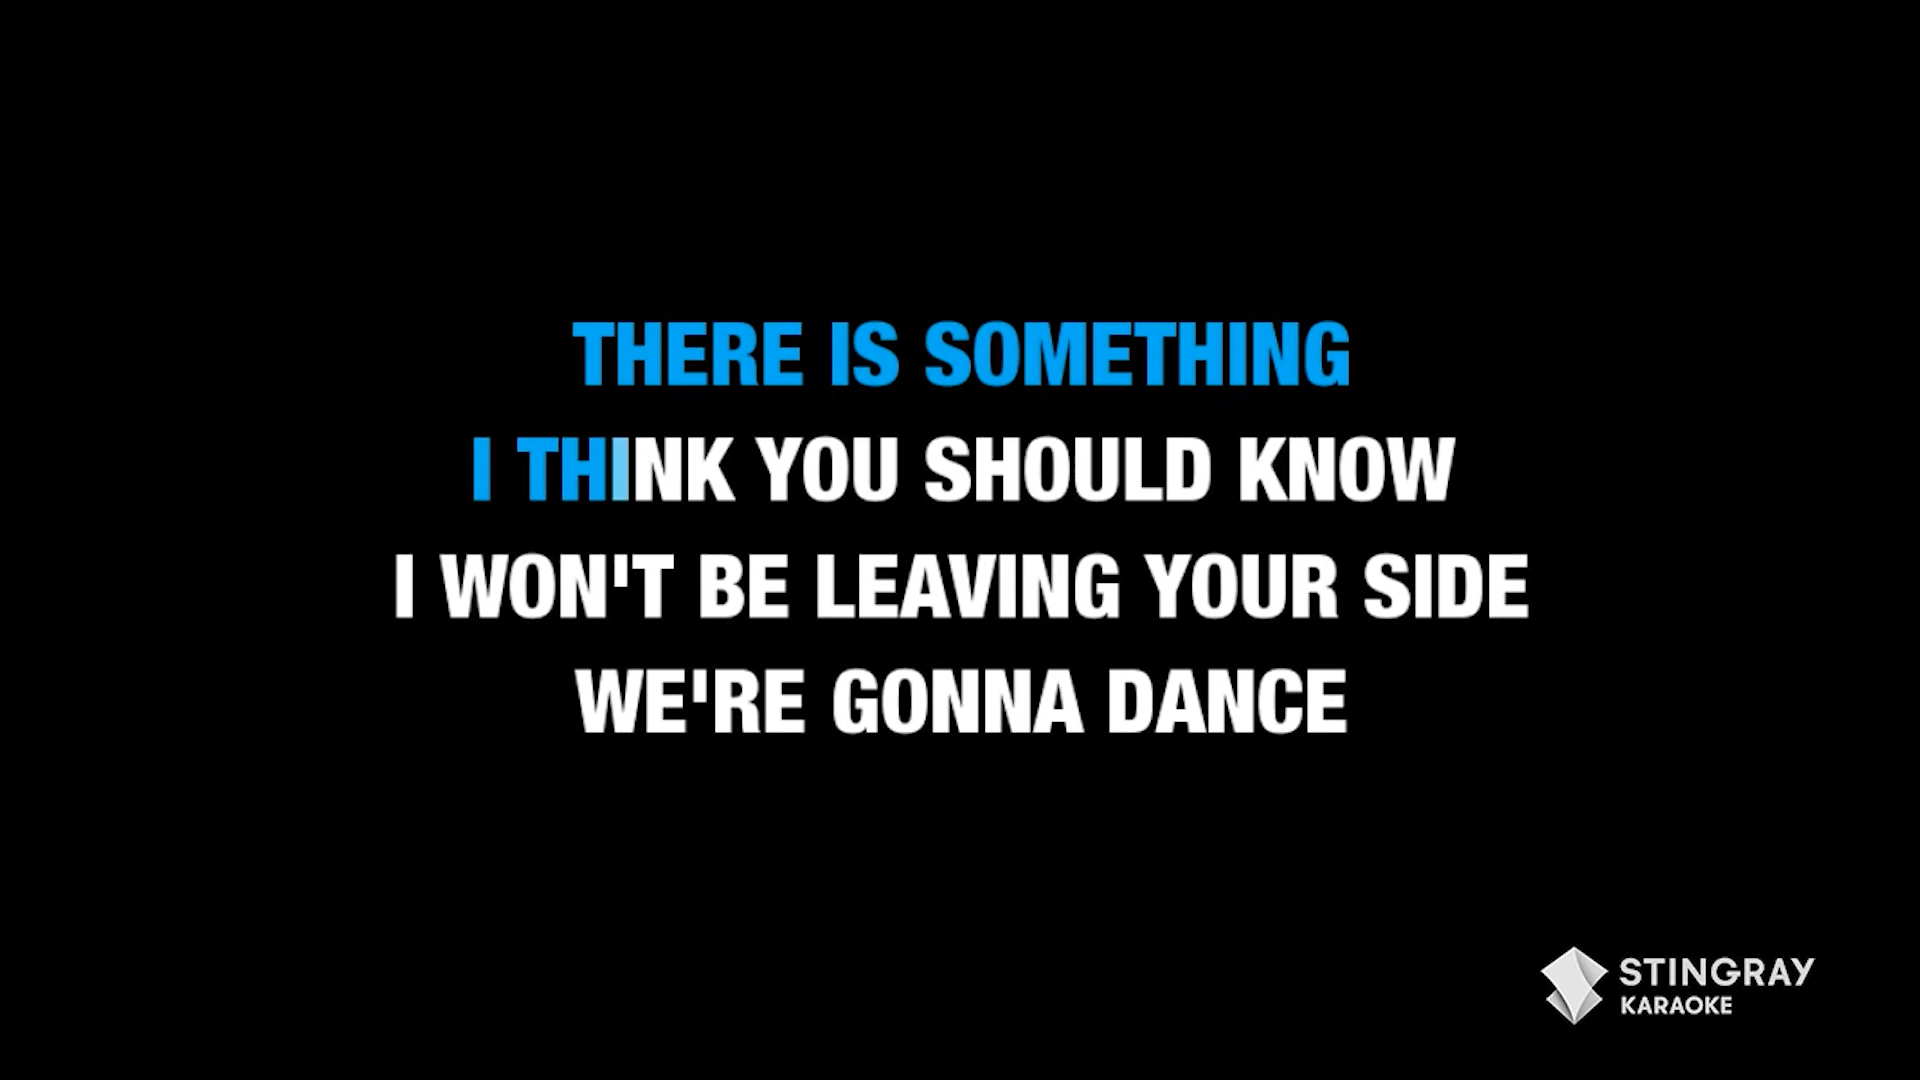 THERE IS SOMETHING
I THINK YOU SHOULD KNOW
I WON'T BE LEAVING YOUR SIDE
WE'RE GONNA DANCE
STINGRAY
KARAOKE